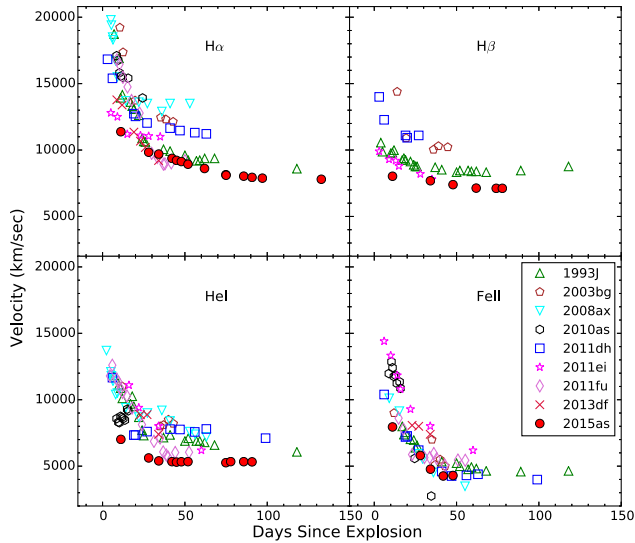 20000
15000
10000
5000
20000
15000
10000
5000
Velocity (km/sec)
Hα
Hβ
HeI
FeII
1993J
2003bg
2008ax
2010as
2011dh
2011ei
2011fu
2013df
2015as
0 50 100 150 0 50 100 150
Days Since Explosion